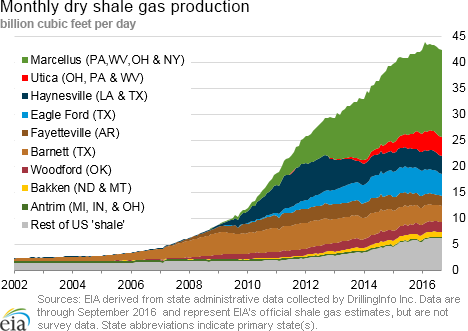 Monthly dry shale gas production
billion cubic feet per day
Marcellus (PA,WV,OH & NY)
Utica (OH, PA & WV)
Haynesville (LA & TX)
Eagle Ford (TX)
Fayetteville (AR)
Barnett (TX)
Woodford (OK)
Bakken (ND & MT)
Antrim (MI, IN, & OH)
Rest of US 'shale'
45
40
35
30
25
20
15
10
5
0
2002 2004 2006 2008 2010 2012 2014 2016
eia
Sources: EIA derived from state administrative data collected by DrillingInfo Inc. Data are
through September 2016 and represent EIA's official shale gas estimates, but are not
survey data. State abbreviations indicate primary state(s).